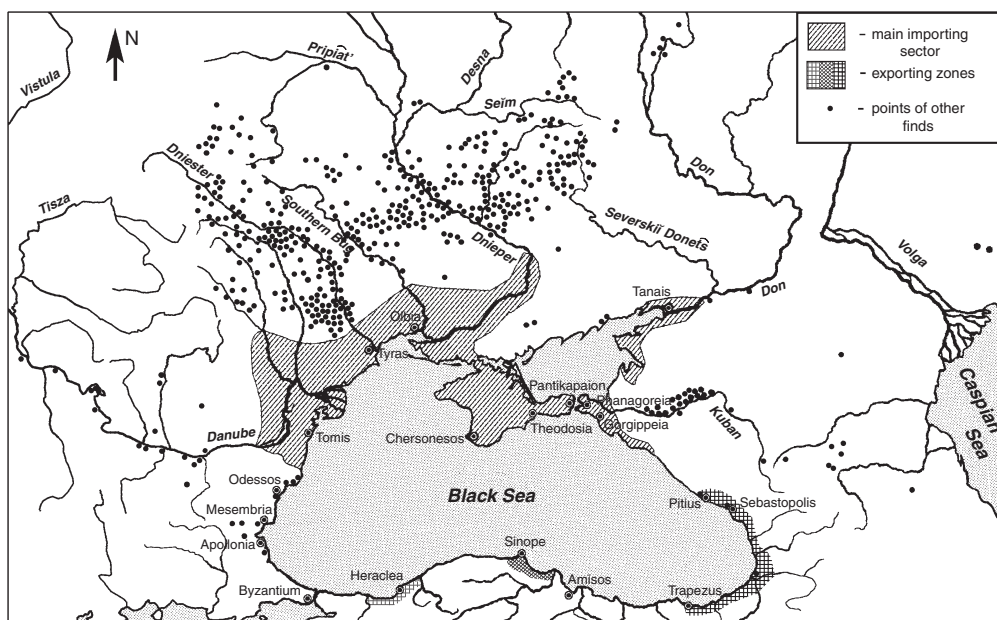 N
– main importing
sector
– exporting zones
– points of other
finds
Vistula
Pripiat'
Desna
Seĭm
Don
Dniester
Southern Bug
Tisza
Severskiĭ Donets
Dnieper
Volga
Tanais
Don
Olbia
Tyras
Pantikapaion
Phanagoreia
Gorgippeia
Theodosia
Kuban
Caspian
Sea
Danube
Tomis
Chersonesos
Odessos
Black Sea
Pitius
Sebastopolis
Mesembria
Apollonia
Sinope
Heraclea
Amisos
Byzantium
Trapezus